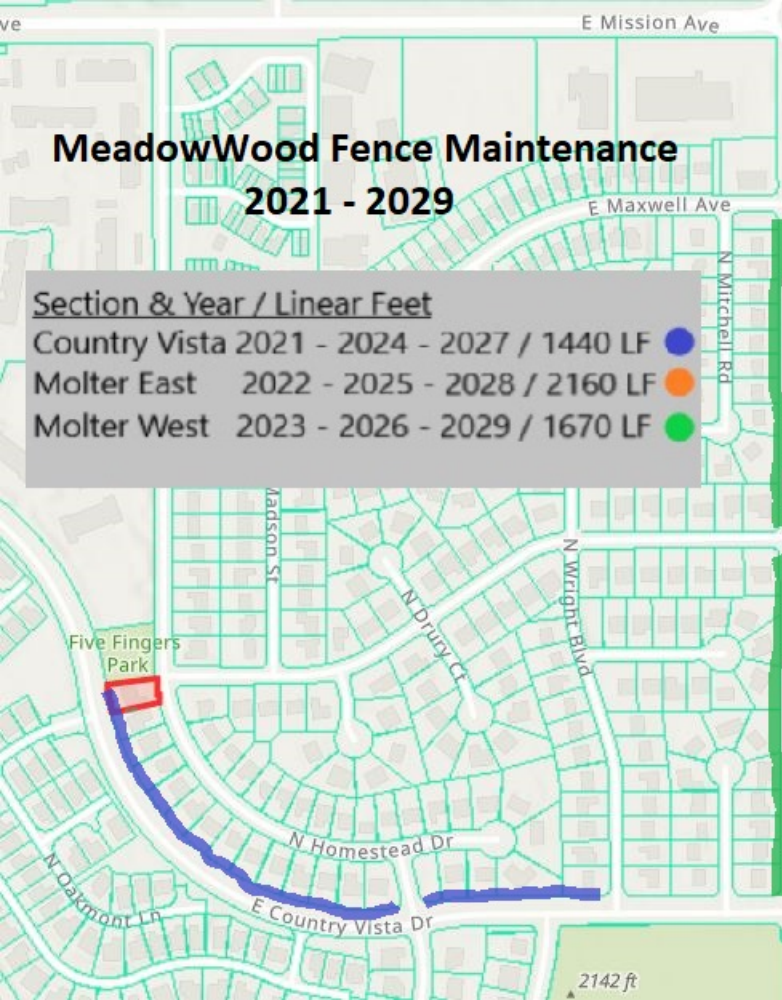 ve
E Mission Ave
MeadowWood Fence Maintenance
2021 - 2029
E Maxwell Ave
N Mitchell Rd
Section & Year / Linear Feet
Country Vista 2021 - 2024 - 2027 / 1440 LF
Molter East 2022 - 2025 - 2028 / 2160 LF
Molter West 2023 - 2026 - 2029 / 1670 LF
Madson St
N Drury Ct
N Wright Blvd
Five Fingers
Park
N Homestead Dr
N Oakmont Ln
E Country Vista Dr
2142 ft